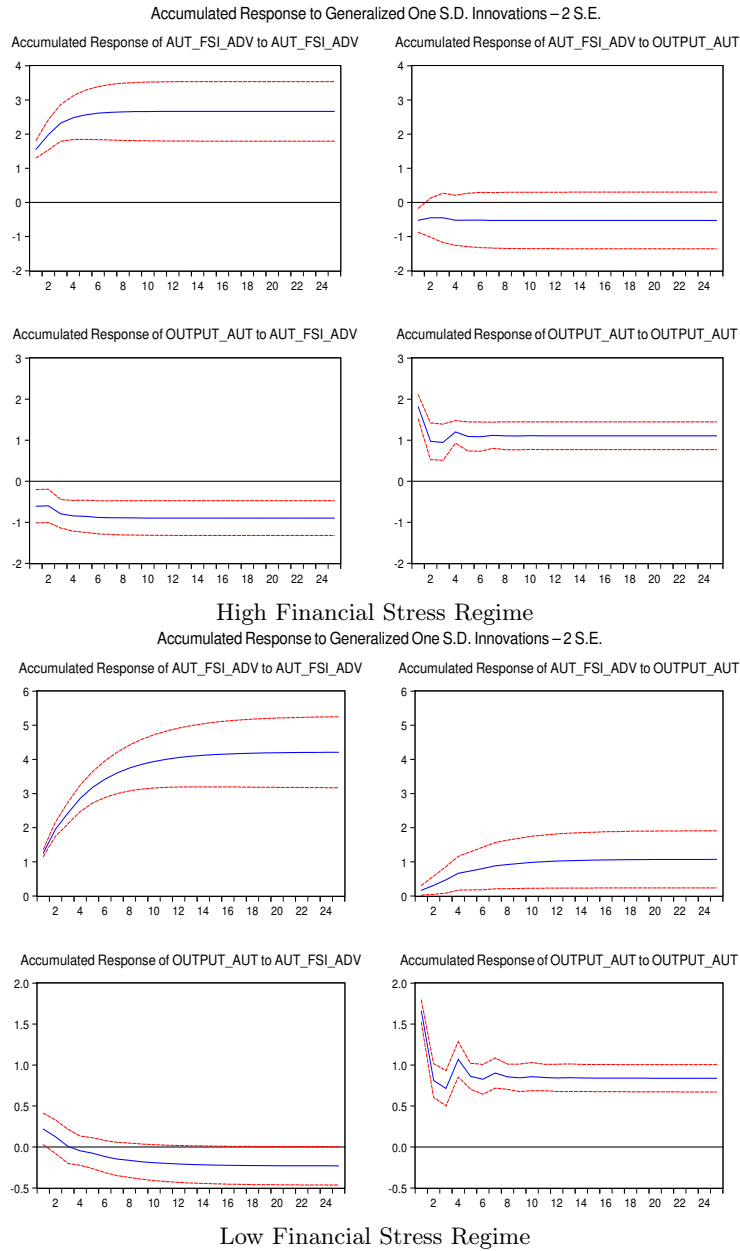 Accumulated Response to Generalized One S.D. Innovations – 2 S.E.
Accumulated Response of AUT_FSI_ADV to AUT_FSI_ADV
4
3
2
1
0
-1
-2
2 4 6 8 10 12 14 16 18 20 22 24
Accumulated Response of AUT_FSI_ADV to OUTPUT_AUT
4
3
2
1
0
-1
-2
2 4 6 8 10 12 14 16 18 20 22 24
Accumulated Response of OUTPUT_AUT to AUT_FSI_ADV
3
2
1
0
-1
-2
2 4 6 8 10 12 14 16 18 20 22 24
Accumulated Response of OUTPUT_AUT to OUTPUT_AUT
3
2
1
0
-1
-2
2 4 6 8 10 12 14 16 18 20 22 24
High Financial Stress Regime
Accumulated Response to Generalized One S.D. Innovations – 2 S.E.
Accumulated Response of AUT_FSI_ADV to AUT_FSI_ADV
6
5
4
3
2
1
0
2 4 6 8 10 12 14 16 18 20 22 24
Accumulated Response of AUT_FSI_ADV to OUTPUT_AUT
6
5
4
3
2
1
0
2 4 6 8 10 12 14 16 18 20 22 24
Accumulated Response of OUTPUT_AUT to AUT_FSI_ADV
2.0
1.5
1.0
0.5
0.0
-0.5
2 4 6 8 10 12 14 16 18 20 22 24
Accumulated Response of OUTPUT_AUT to OUTPUT_AUT
2.0
1.5
1.0
0.5
0.0
-0.5
2 4 6 8 10 12 14 16 18 20 22 24
Low Financial Stress Regime